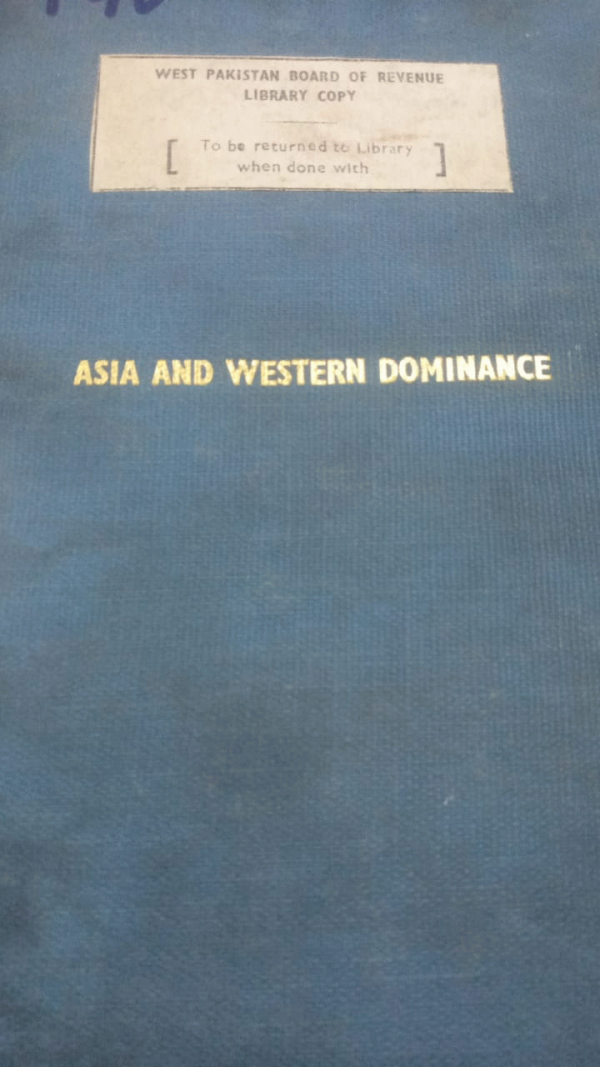 WEST PAKISTAN BOARD OF REVENUE
LIBRARY COPY
[ To be returned to Library
when done with ]
ASIA AND WESTERN DOMINANCE